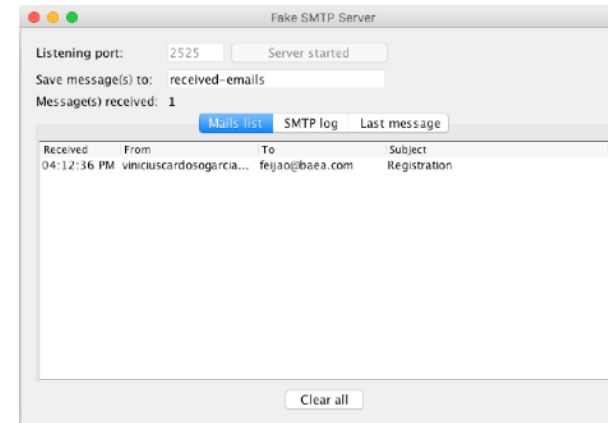 Fake SMTP Server
Listening port: 2525 Server started
Save message(s) to: received-emails
Message(s) received: 1
Mails list SMTP log Last message
Received From To Subject
04:12:36 PM viniciuscardosogarcia... feijao@baea.com Registration
Clear all